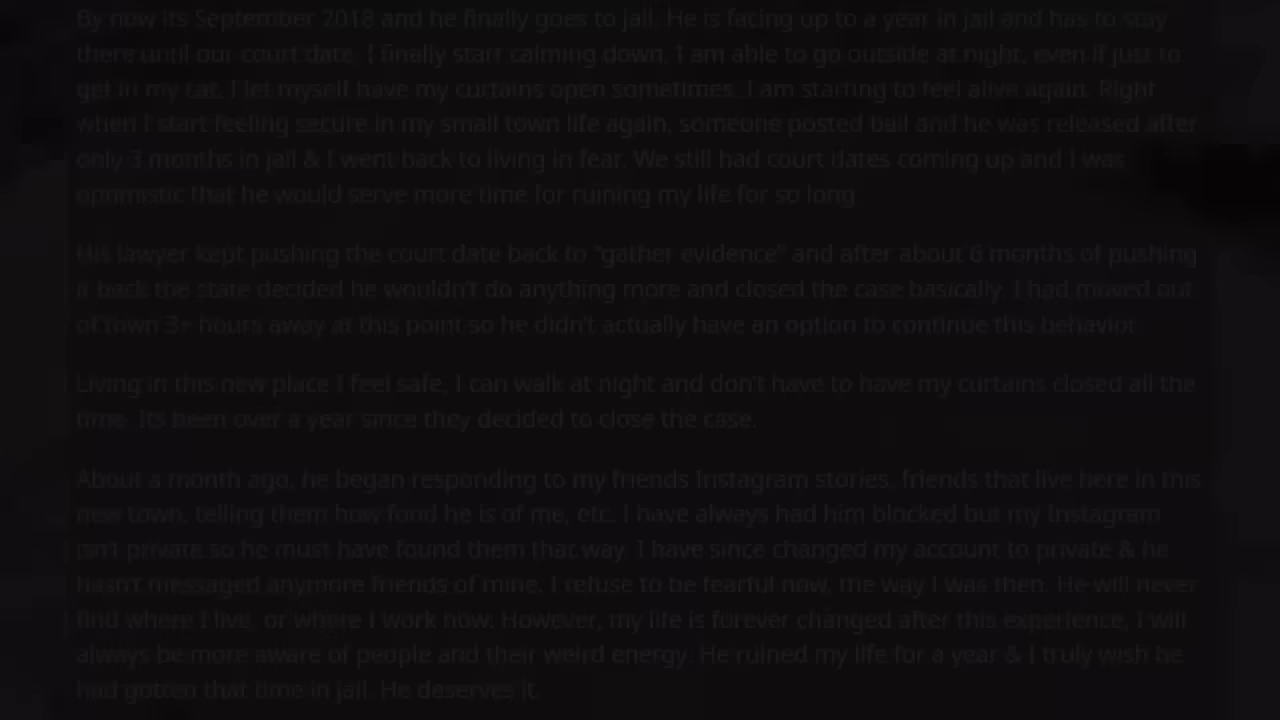 By now its September 2018 and he finally goes to jail. He is facing up to a year in jail and has to stay
there until our court date. I finally start calming down. I am able to go outside at night, even if just to
get in my car. I let myself have my curtains open sometimes. I am starting to feel alive again. Right
when I start feeling secure in my small town life again, someone posted bail and he was released after
only 3 months in jail & I went back to living in fear. We still had court dates coming up and I was
optimistic that he would serve more time for ruining my life for so long
His lawyer kept pushing the court date back to "gather evidence" and after about 6 months of pushing
it back the state decided he wouldn't do anything more and closed the case basically. I had moved out
of town 3+ hours away at this point so he didn't actually have an option to continue this behavior
Living in this new place I feel safe, I can walk at night and don't have to have my curtains closed all the
time. Its been over a year since they decided to close the case.
About a month ago, he began responding to my friends Instagram stories, friends that live here in this
new town, telling them how fond he is of me, etc. I have always had him blocked but my Instagram
isn't private so he must have found them that way. I have since changed my account to private & he
hasn't messaged anymore friends of mine. I refuse to be fearful now, the way I was then. He will never
find where I live, or where I work now. However, my life is forever changed after this experience, I will
always be more aware of people and their weird energy. He ruined my life for a year & I truly wish he
had gotten that time in jail. He deserves it.